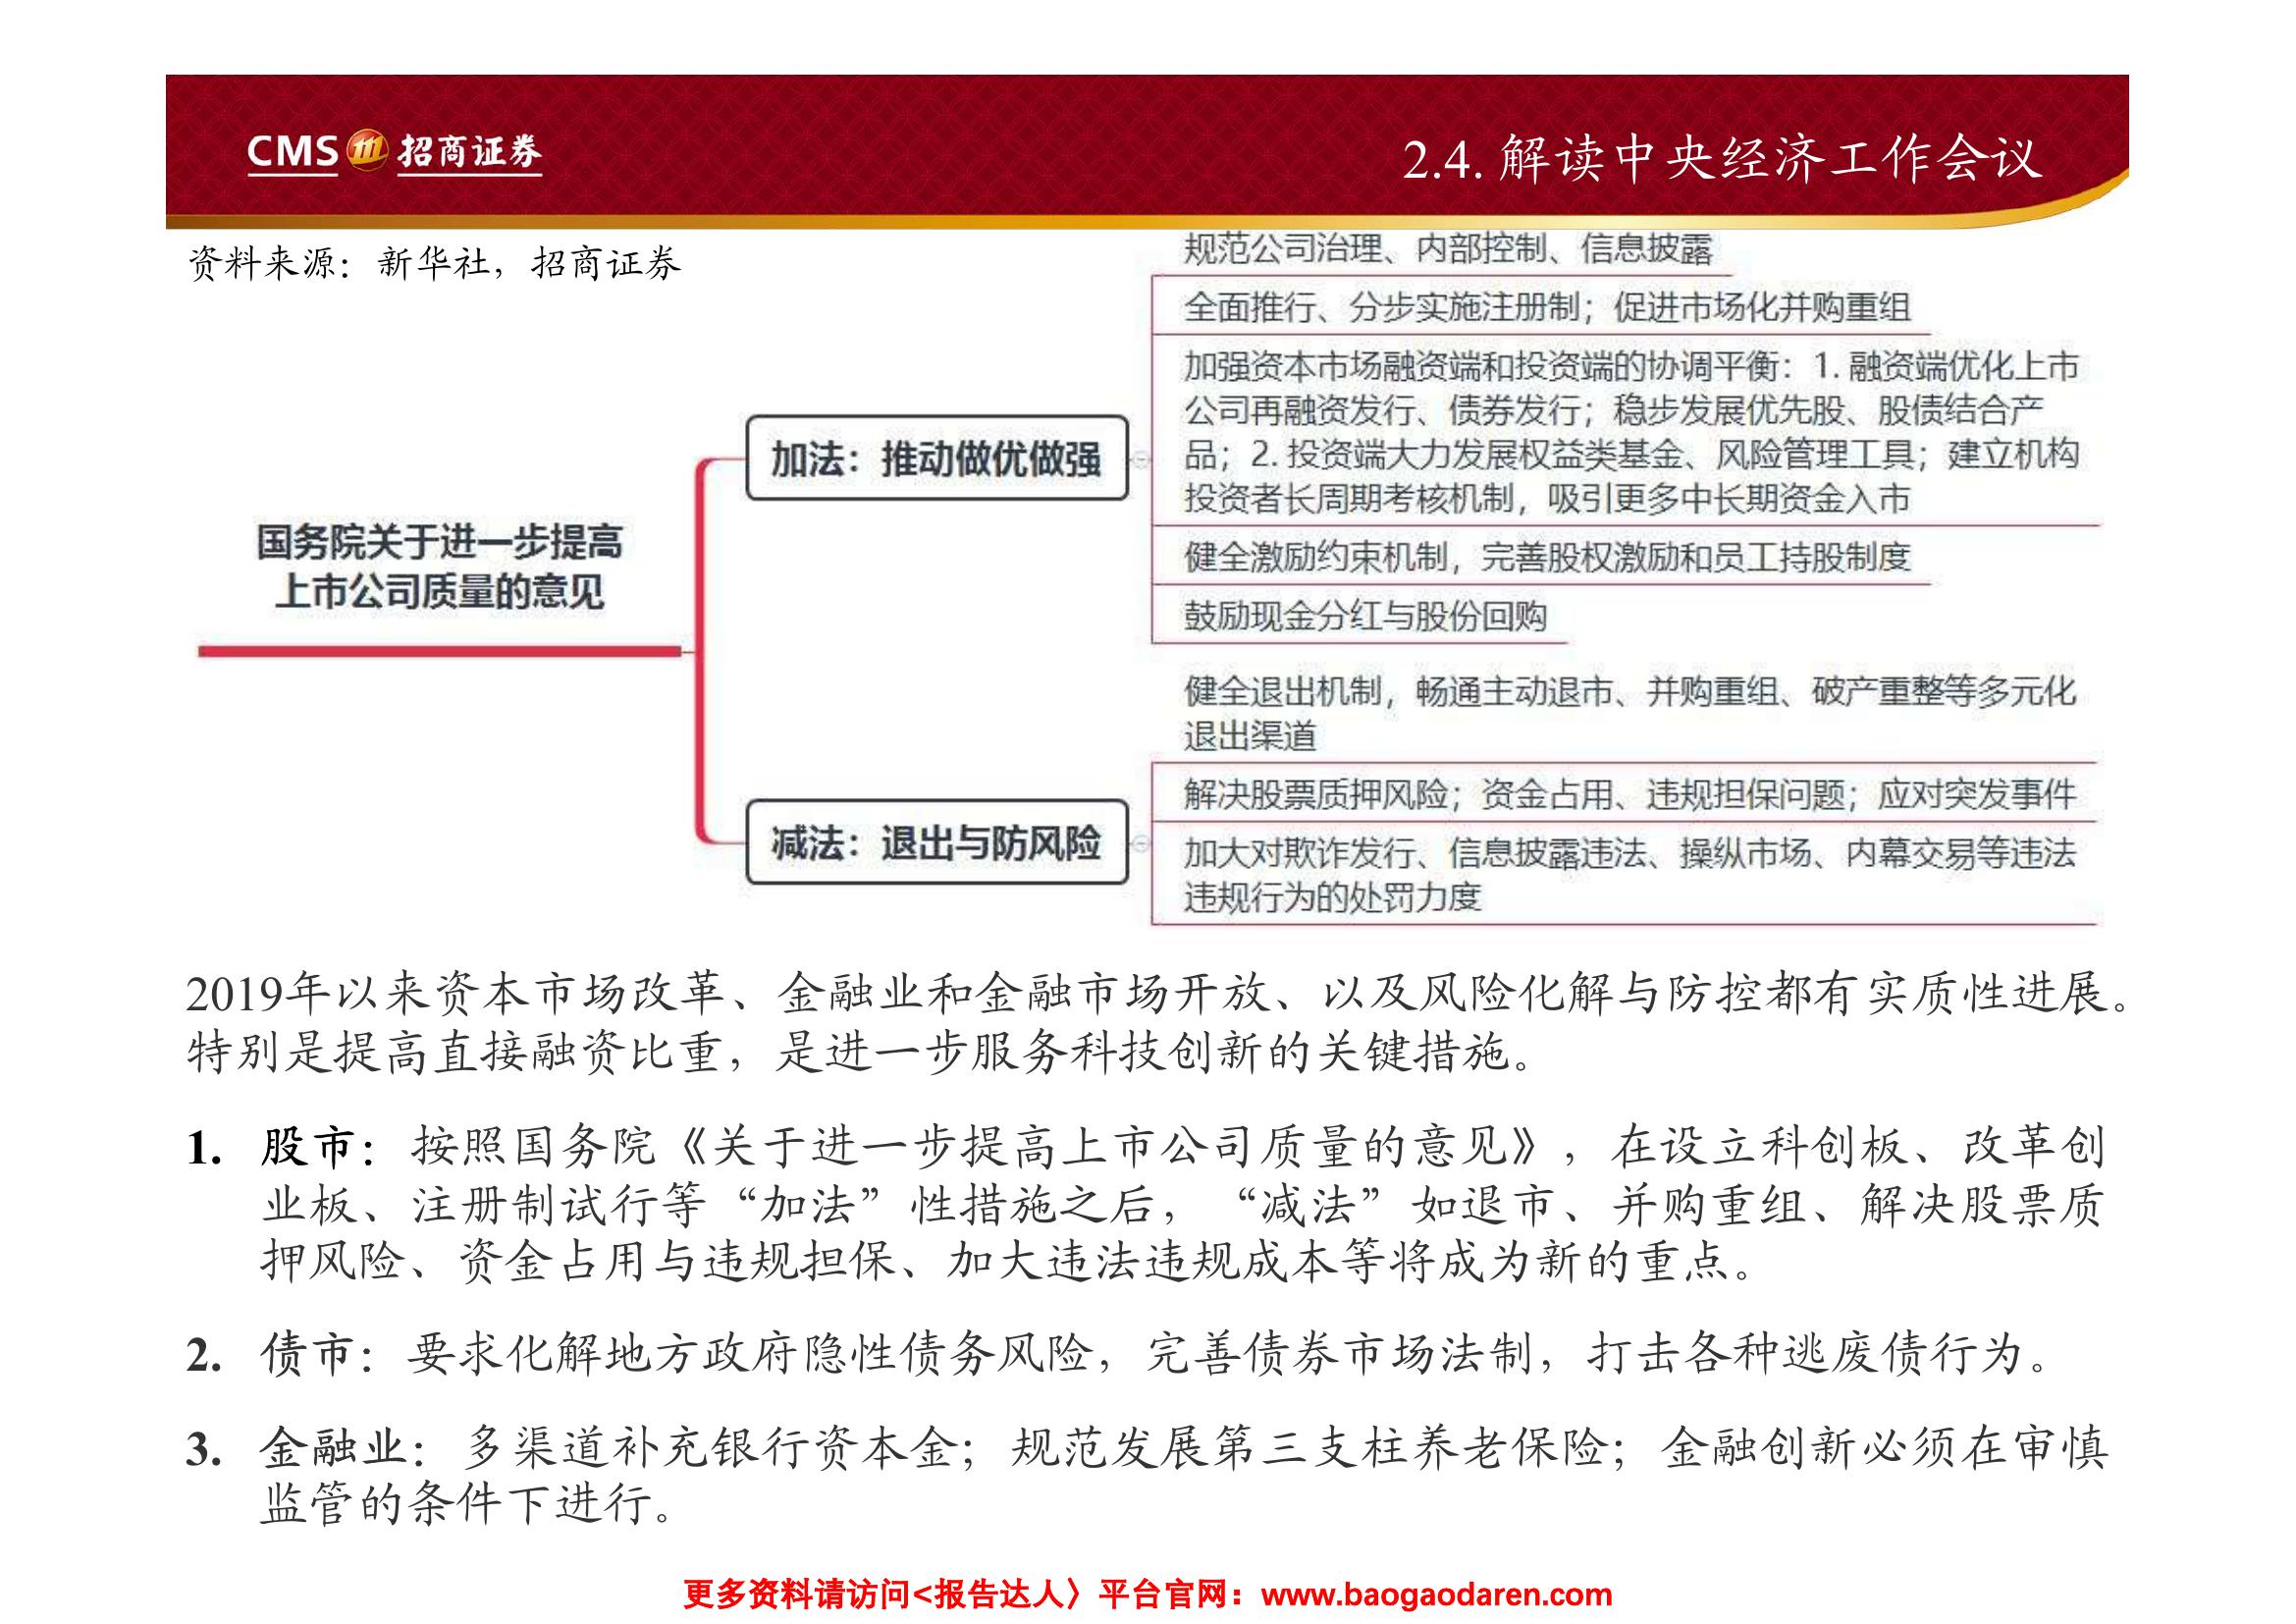 CMS 招商证券
2.4. 解读中央经济工作会议
资料来源：新华社，招商证券
规范公司治理、内部控制、信息披露
全面推行、分步实施注册制；促进市场化并购重组
加强资本市场融资端和投资端的协调平衡：1. 融资端优化上市
公司再融资发行、债券发行；稳步发展优先股、股债结合产
品；2. 投资端大力发展权益类基金、风险管理工具；建立机构
投资者长周期考核机制，吸引更多中长期资金入市
健全激励约束机制，完善股权激励和员工持股制度
鼓励现金分红与股份回购
加法：推动做优做强
国务院关于进一步提高
上市公司质量的意见
健全退出机制，畅通主动退市、并购重组、破产重整等多元化
退出渠道
解决股票质押风险；资金占用、违规担保问题；应对突发事件
加大对欺诈发行、信息披露违法、操纵市场、内幕交易等违法
违规行为的处罚力度
减法：退出与防风险
2019年以来资本市场改革、金融业和金融市场开放、以及风险化解与防控都有实质性进展。
特别是提高直接融资比重，是进一步服务科技创新的关键措施。
1. 股市：按照国务院《关于进一步提高上市公司质量的意见》，在设立科创板、改革创
业板、注册制试行等“加法”性措施之后，“减法”如退市、并购重组、解决股票质
押风险、资金占用与违规担保、加大违法违规成本等将成为新的重点。
2. 债市：要求化解地方政府隐性债务风险，完善债券市场法制，打击各种逃废债行为。
3. 金融业：多渠道补充银行资本金；规范发展第三支柱养老保险；金融创新必须在审慎
监管的条件下进行。
更多资料请访问<报告达人〉平台官网：www.baogaodaren.com